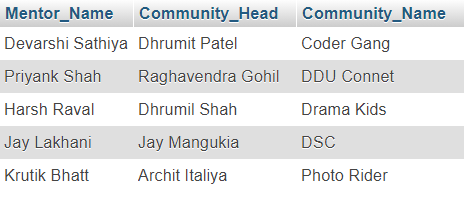 Mentor_Name Community_Head Community_Name
Devarshi Sathiya Dhrumit Patel Coder Gang
Priyank Shah Raghavendra Gohil DDU Connet
Harsh Raval Dhrumil Shah Drama Kids
Jay Lakhani Jay Mangukia DSC
Krutik Bhatt Archit Italiya Photo Rider